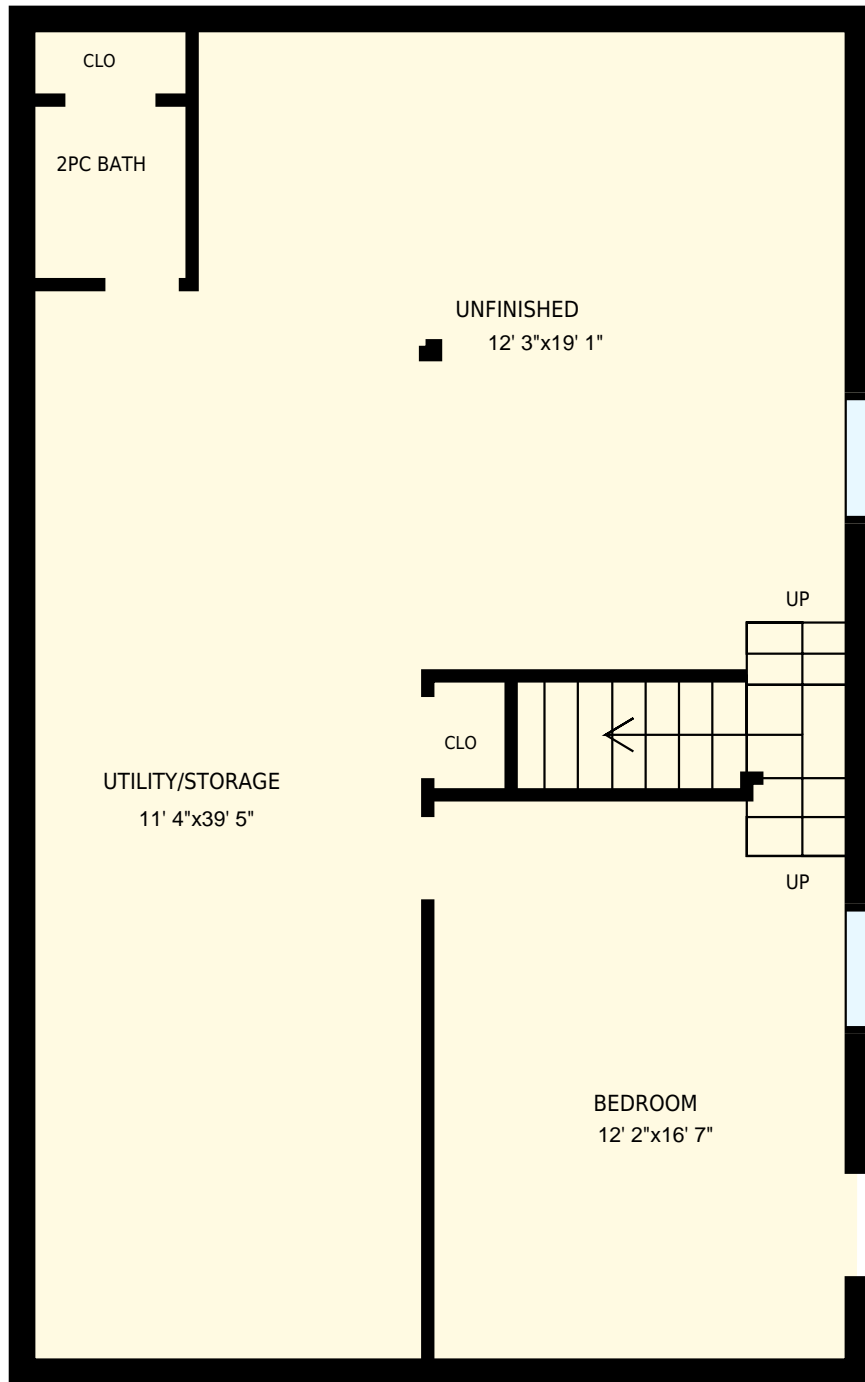 CLO
2PC BATH
UNFINISHED
12' 3"x19' 1"
UP
CLO
UTILITY/STORAGE
11' 4"x39' 5"
UP
BEDROOM
12' 2"x16' 7"